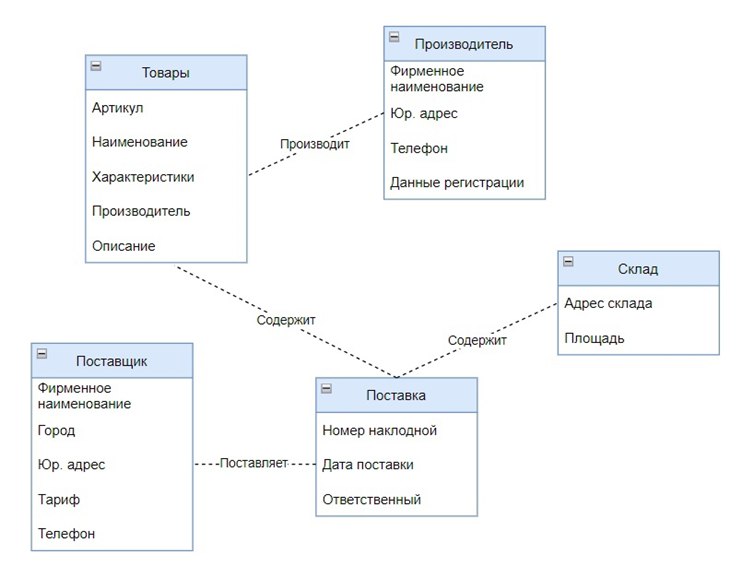 Товары
Артикул
Наименование
Характеристики
Производитель
Описание
Производит
Производитель
Фирменное
наименование
Юр. адрес
Телефон
Данные регистрации
Содержит
Содержит
Склад
Адрес склада
Площадь
Поставщик
Фирменное
наименование
Город
Юр. адрес
Тариф
Телефон
Поставляет
Поставка
Номер наклодной
Дата поставки
Ответственный